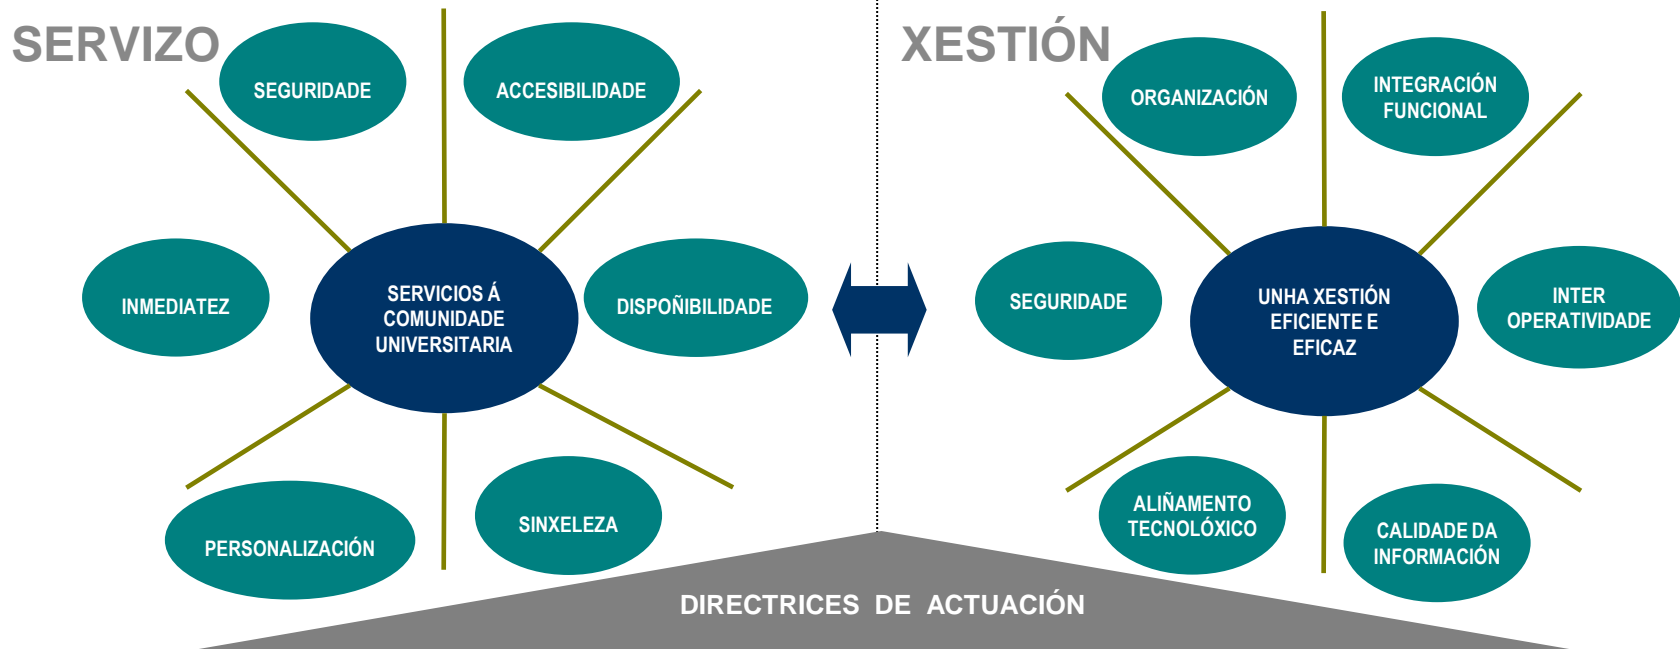 SERVIZO
SEGURIDADE
ACCESIBILIDADE
INMEDIATEZ
SERVICIOS Á
COMUNIDADE
UNIVERSITARIA
DISPOÑIBILIDADE
PERSONALIZACIÓN
SINXELEZA
XESTIÓN
ORGANIZACIÓN
INTEGRACIÓN
FUNCIONAL
SEGURIDADE
UNHA XESTIÓN
EFICIENTE E
EFICAZ
INTER
OPERATIVIDADE
ALIÑAMENTO
TECNOLÓXICO
CALIDADE DA
INFORMACIÓN
DIRECTRICES DE ACTUACIÓN